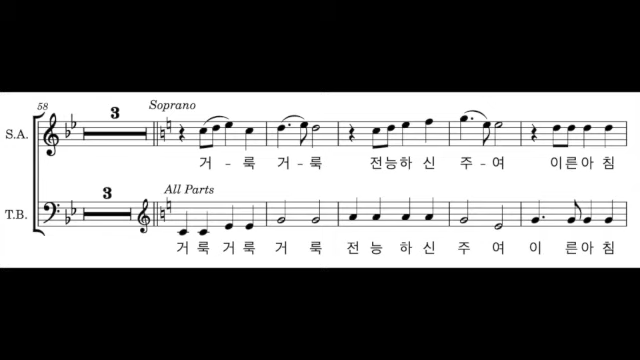 58
3
Soprano
S.A.
거 - 룩 거 - 룩 전능하 신 주 - 여 이른아 침
3
All Parts
T.B.
거 룩 거 룩 거 룩 전 능 하 신 주 여 이 른아 침